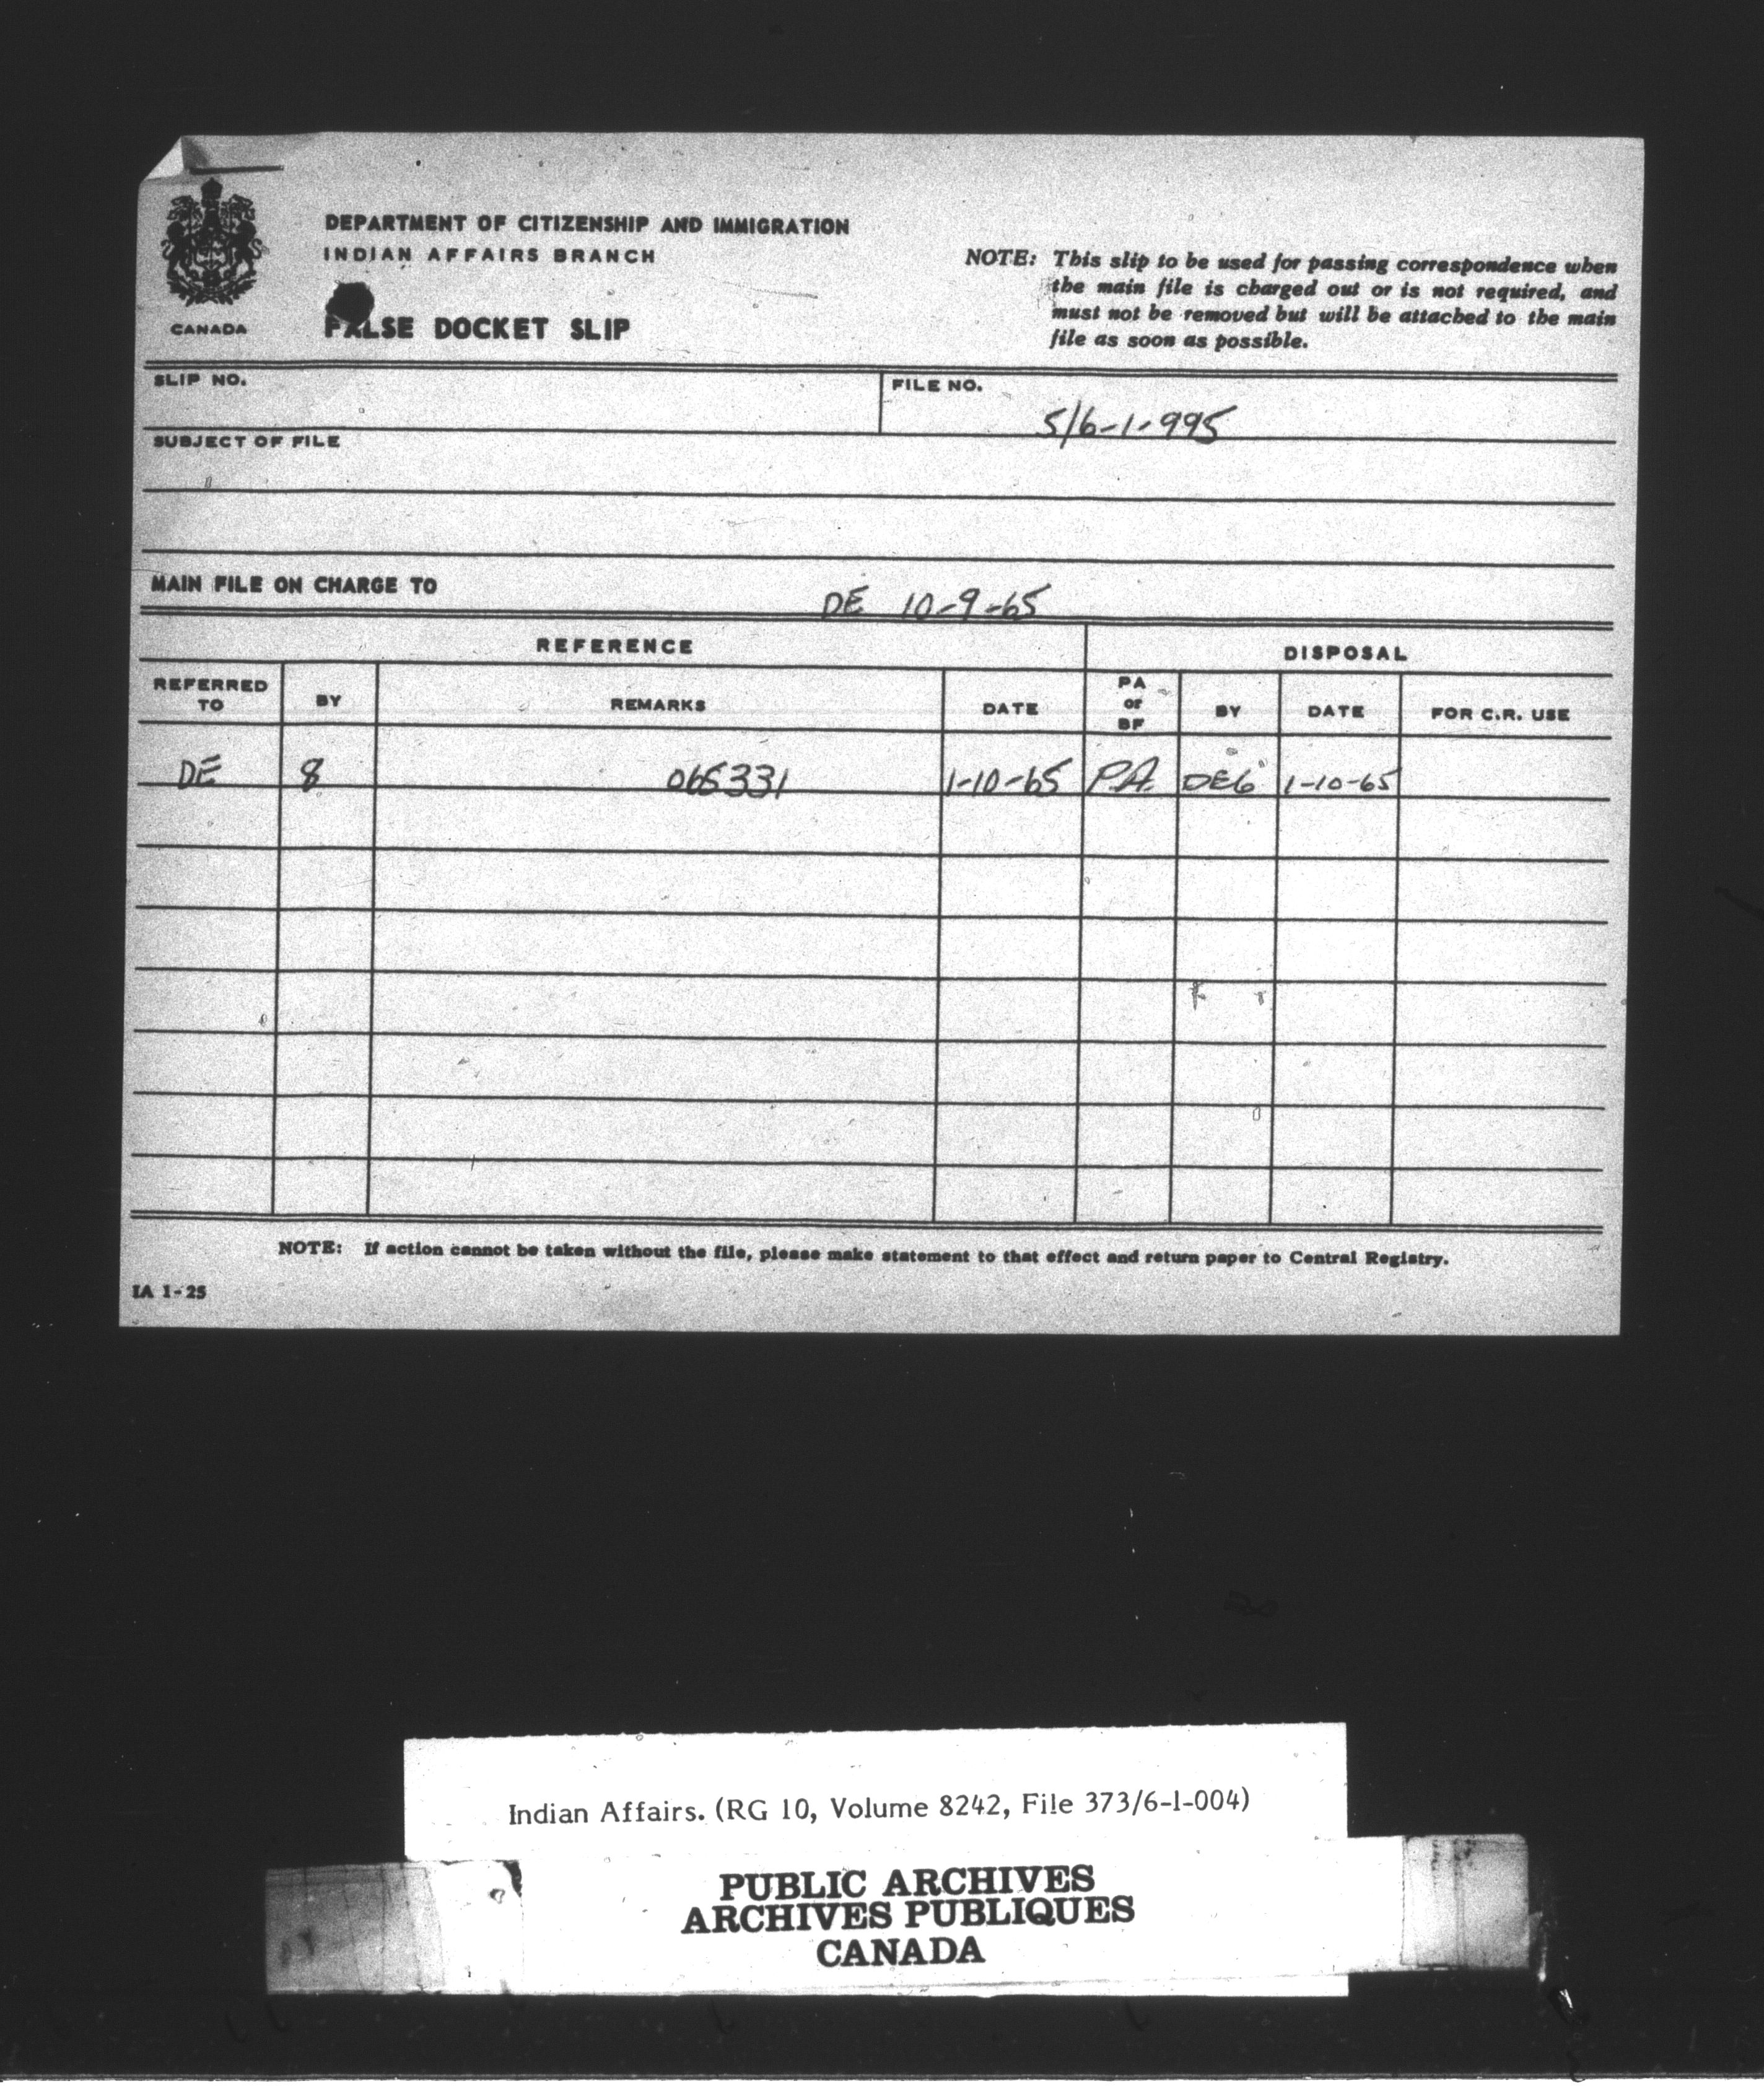 DEPARTMENT OF CITIZENSHIP AND IMMIGRATION
INDIAN AFFAIRS BRANCH
CANADA
FALSE DOCKET SLIP
NOTE: This slip to be used for passing correspondence when
the main file is charged out or is not required, and
must not be removed but will be attached to the main
file as soon as possible.
SLIP NO.
FILE NO. 5/6-1-995
SUBJECT OF FILE
MAIN FILE ON CHARGE TO DE 10-9-65
REFERENCE DISPOSAL
REFERRED TO BY REMARKS DATE PA or BF BY DATE FOR C.R. USE
DE 8 065331 1-10-65 P.A. DE6 1-10-65
NOTE: If action cannot be taken without the file, please make statement to that effect and return paper to Central Registry.
IA 1-25
Indian Affairs. (RG 10, Volume 8242, File 373/6-1-004)
PUBLIC ARCHIVES
ARCHIVES PUBLIQUES
CANADA